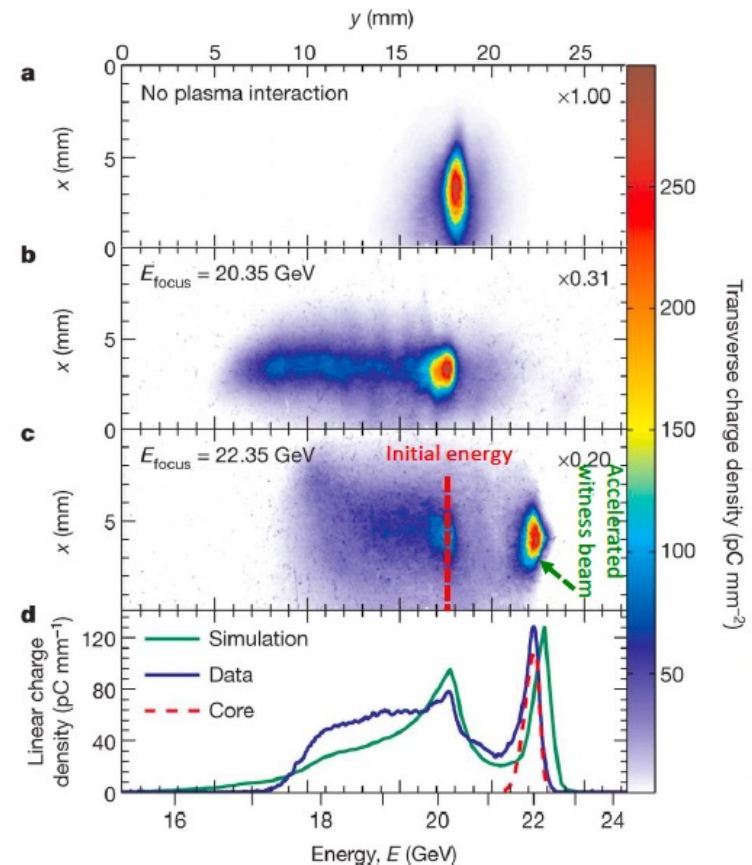 y (mm)
0 5 10 15 20 25
a
No plasma interaction ×1.00
x (mm)
0
5
0
b
E_focus = 20.35 GeV ×0.31
x (mm)
5
0
c
E_focus = 22.35 GeV ×0.20
Initial energy
Accelerated
witness beam
x (mm)
5
d
Simulation
Data
Core
Linear charge
density (pC mm⁻¹)
120
80
40
0
16 18 20 22 24
Energy, E (GeV)
250
200
150
100
50
Transverse charge density (pC mm⁻²)